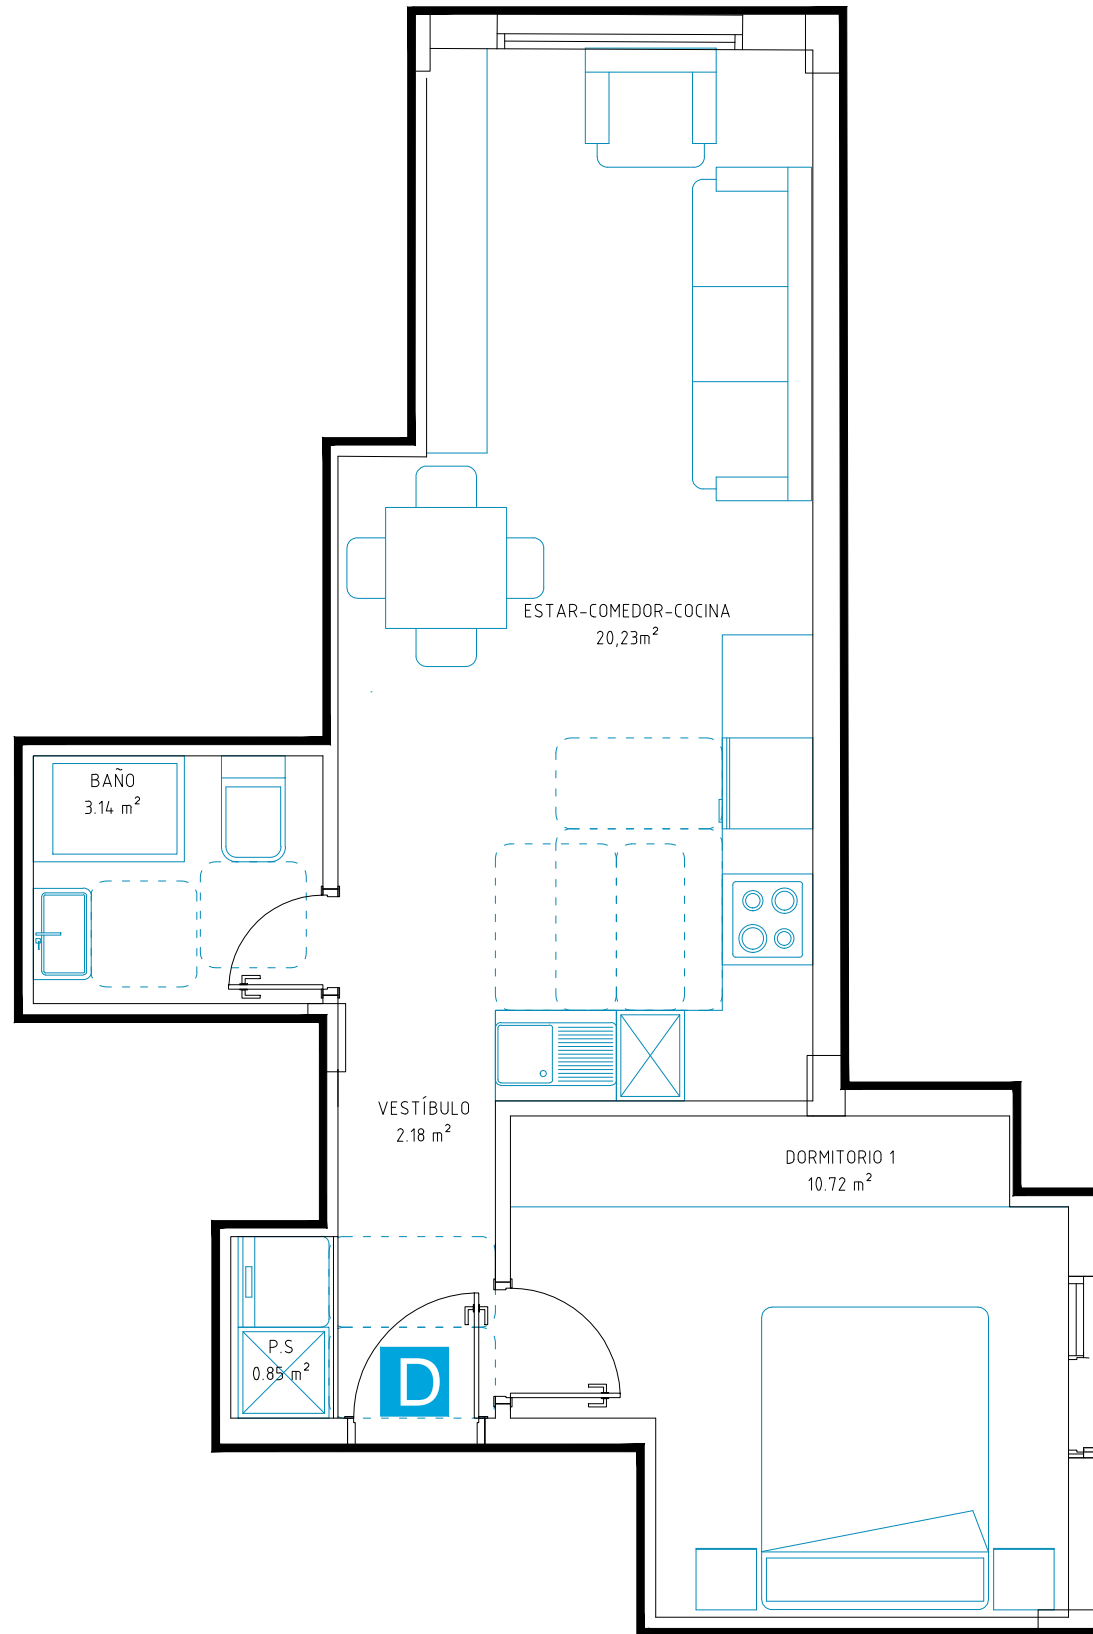 ESTAR-COMEDOR-COCINA
20,23m²
BAÑO
3.14 m²
VESTÍBULO
2.18 m²
DORMITORIO 1
10.72 m²
P.S
0.85 m²
D